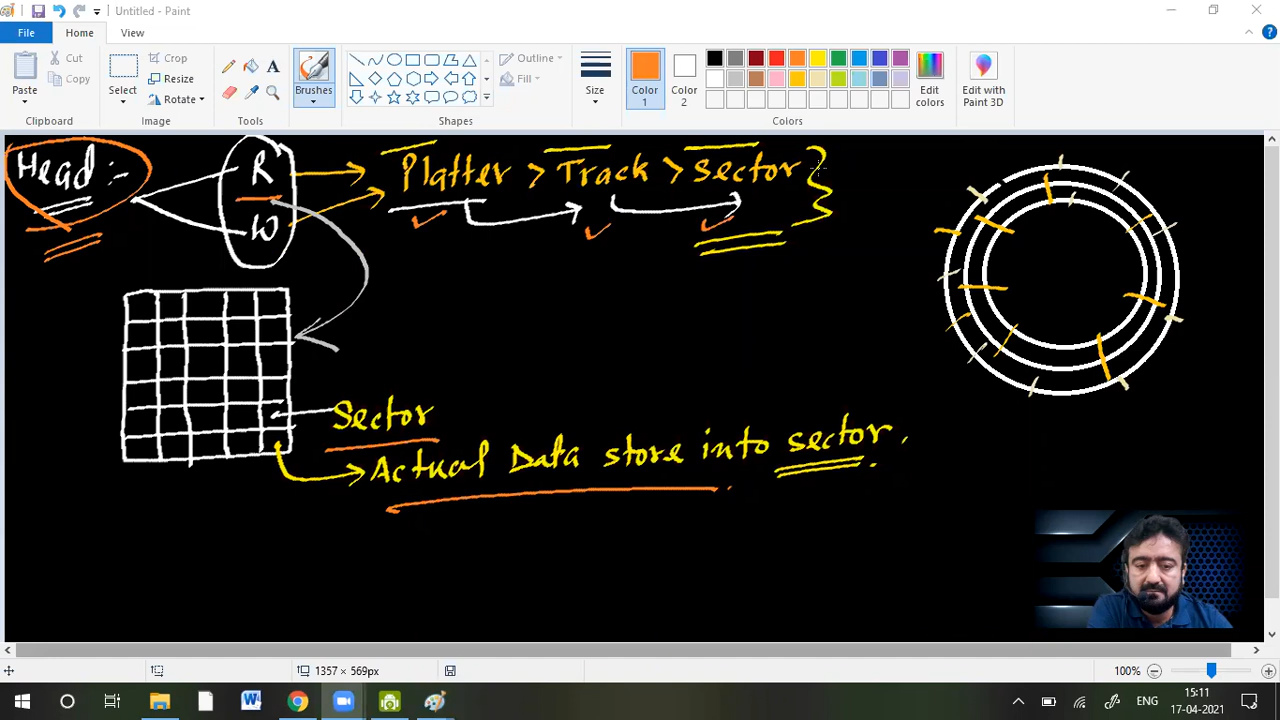 Untitled - Paint
File Home View
Paste
Cut
Copy
Clipboard
Select
Crop
Resize
Rotate
Image
A
Tools
Brushes
Shapes
Outline
Fill
Size
Color 1
Color 2
Edit colors
Edit with Paint 3D
Colors
Head :-
R
W
Platter > Track > Sector
Sector
Actual Data store into sector.
1357 × 569px
100%
ENG
15:11
17-04-2021